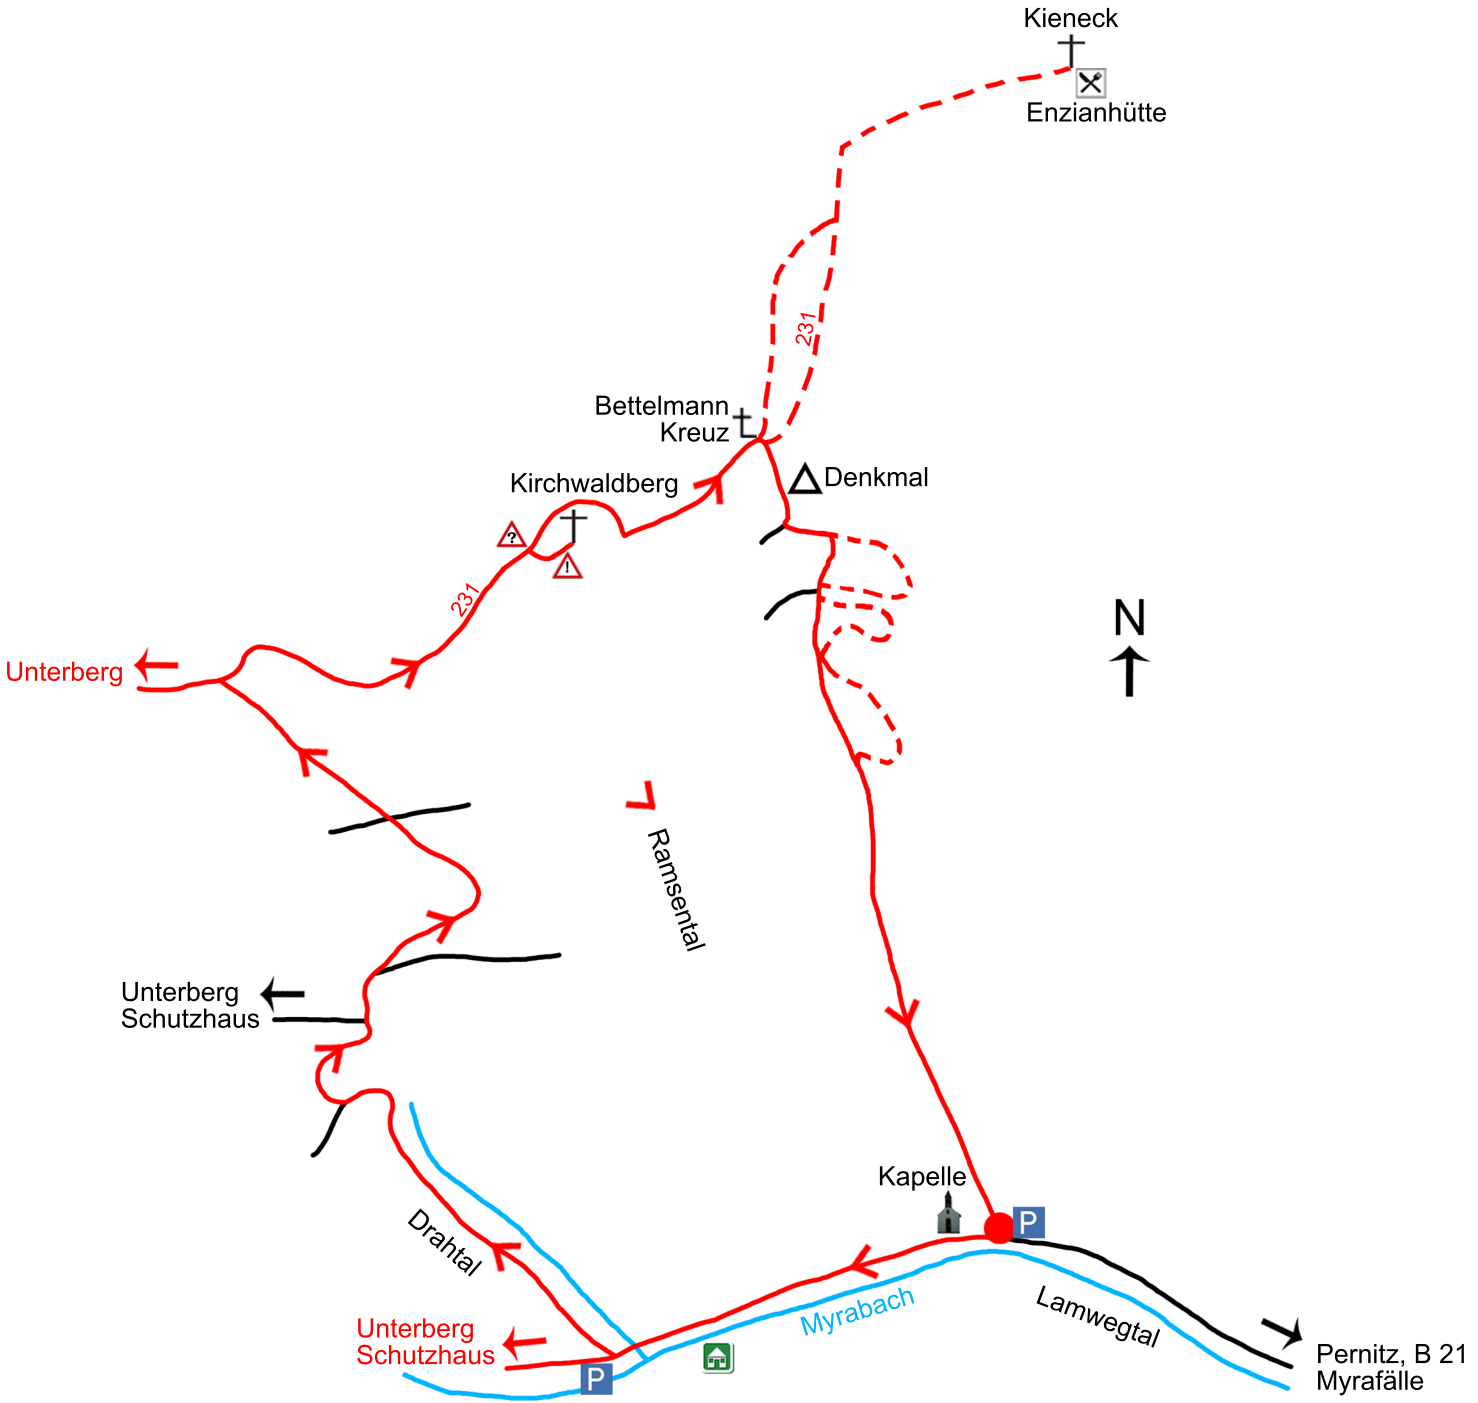 Kieneck
Enzianhütte
231
Bettelmann
Kreuz
Denkmal
Kirchwaldberg
?
!
231
N
Unterberg
Ramsental
Unterberg
Schutzhaus
Kapelle
P
Drahtal
Myrabach
Lamwegtal
Unterberg
Schutzhaus
P
Pernitz, B 21
Myrafälle